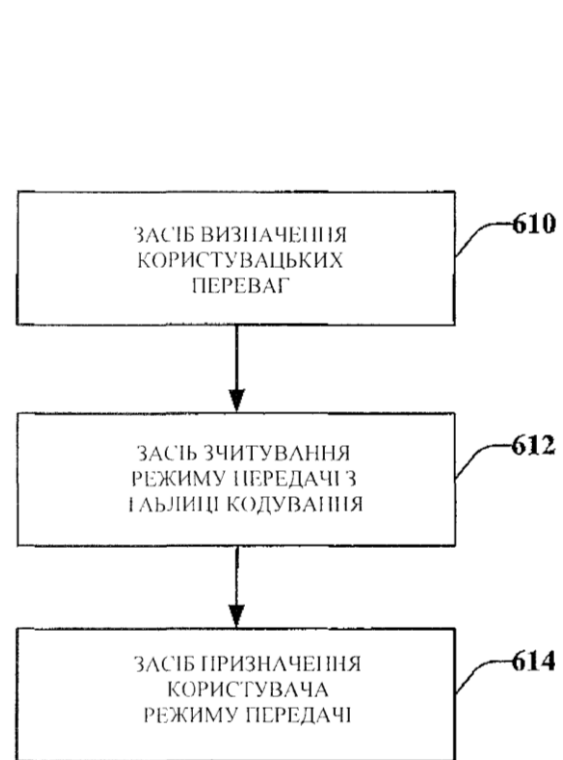 ЗАСІБ ВИЗНАЧЕННЯ
КОРИСТУВАЦЬКИХ
ПЕРЕВАГ
610
ЗАСІБ ЗЧИТУВАННЯ
РЕЖИМУ ПЕРЕДАЧІ З
ТАБЛИЦІ КОДУВАННЯ
612
ЗАСІБ ПРИЗНАЧЕННЯ
КОРИСТУВАЧА
РЕЖИМУ ПЕРЕДАЧІ
614